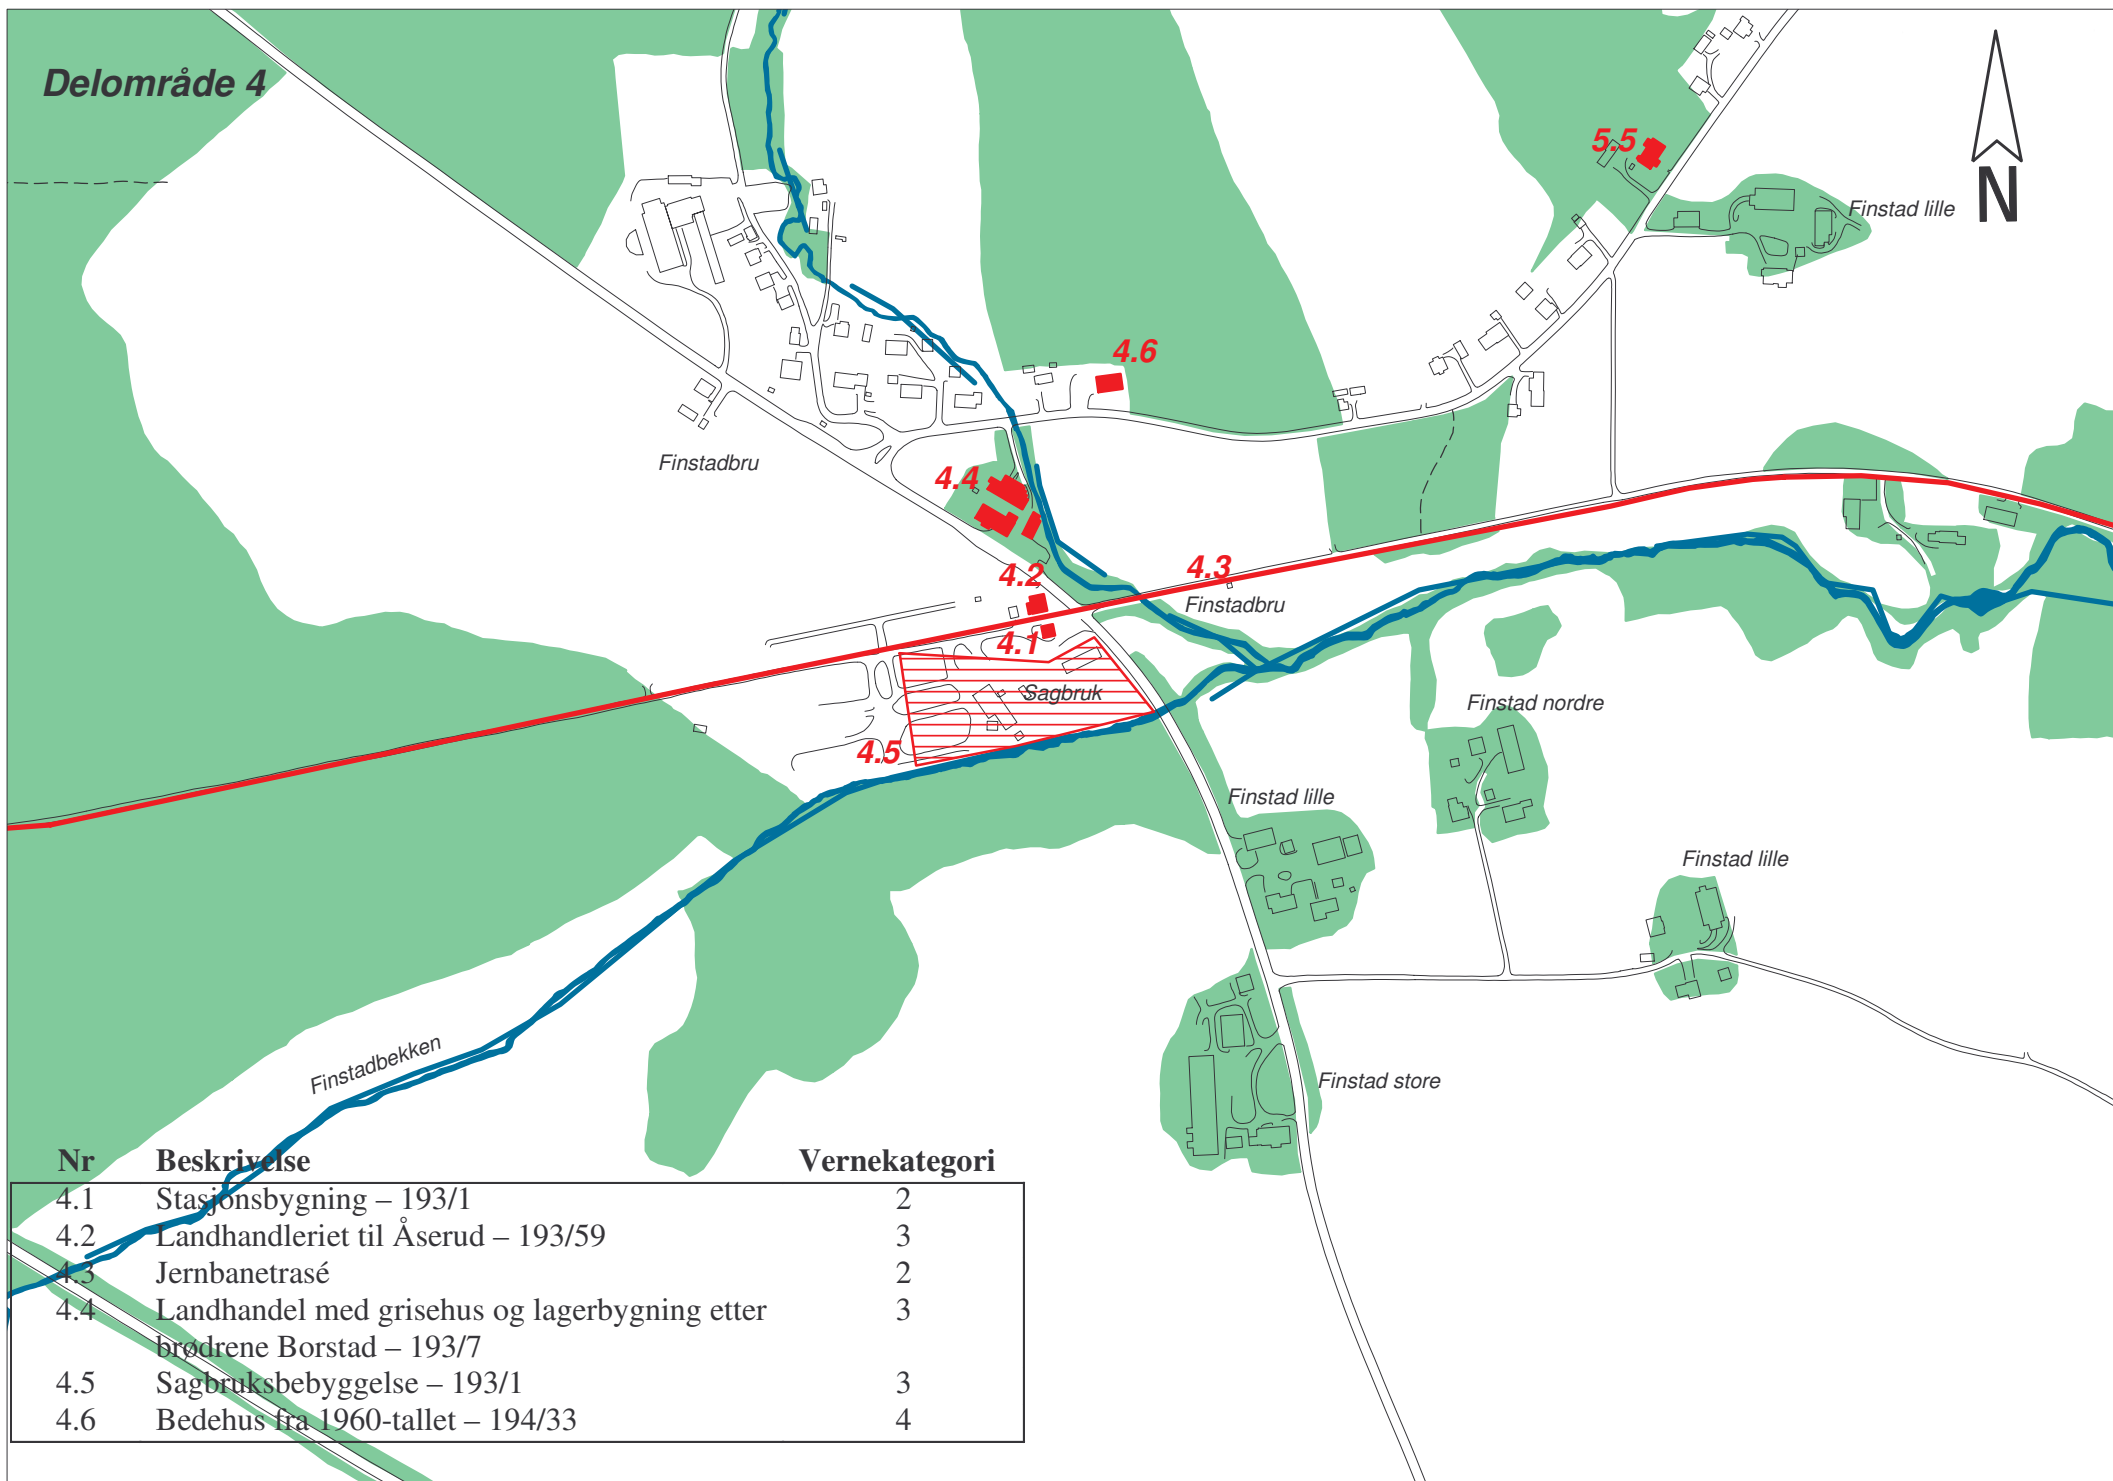 Delområde 4
N
5.5
Finstad lille
4.6
Finstadbru
4.4
4.2
4.3
Finstadbru
4.1
Sagbruk
4.5
Finstad nordre
Finstad lille
Finstad lille
Finstadbekken
Finstad store
Nr Beskrivelse Vernekategori
4.1 Stasjonsbygning – 193/1 2
4.2 Landhandleriet til Åserud – 193/59 3
4.3 Jernbanetrasé 2
4.4 Landhandel med grisehus og lagerbygning etter 3
brødrene Borstad – 193/7
4.5 Sagbruksbebyggelse – 193/1 3
4.6 Bedehus fra 1960-tallet – 194/33 4